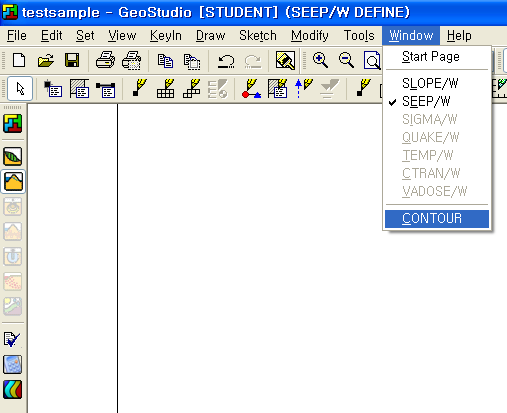 testsample - GeoStudio [STUDENT] (SEEP/W DEFINE)
File Edit Set View KeyIn Draw Sketch Modify Tools Window Help
Start Page
SLOPE/W
SEEP/W
SIGMA/W
QUAKE/W
TEMP/W
CTRAN/W
VADOSE/W
CONTOUR